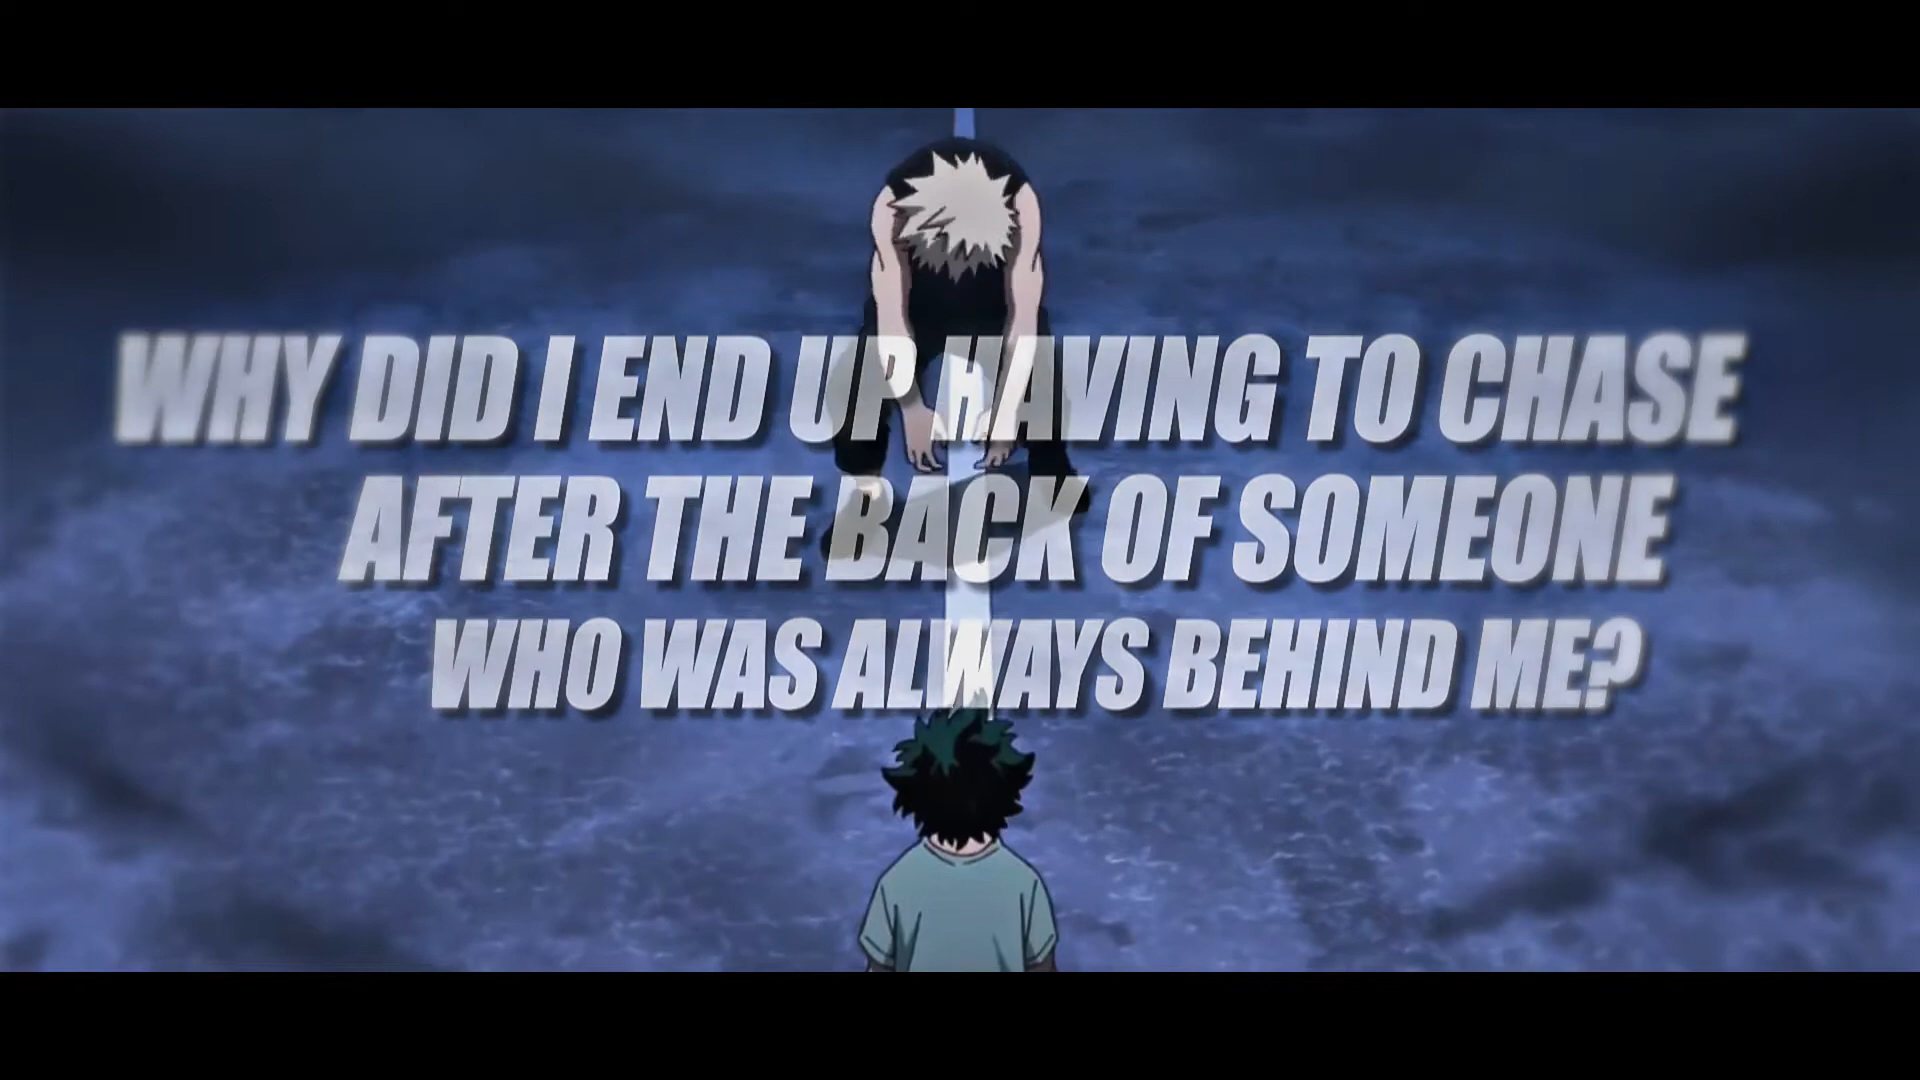 WHY DID I END UP HAVING TO CHASE
AFTER THE BACK OF SOMEONE
WHO WAS ALWAYS BEHIND ME?